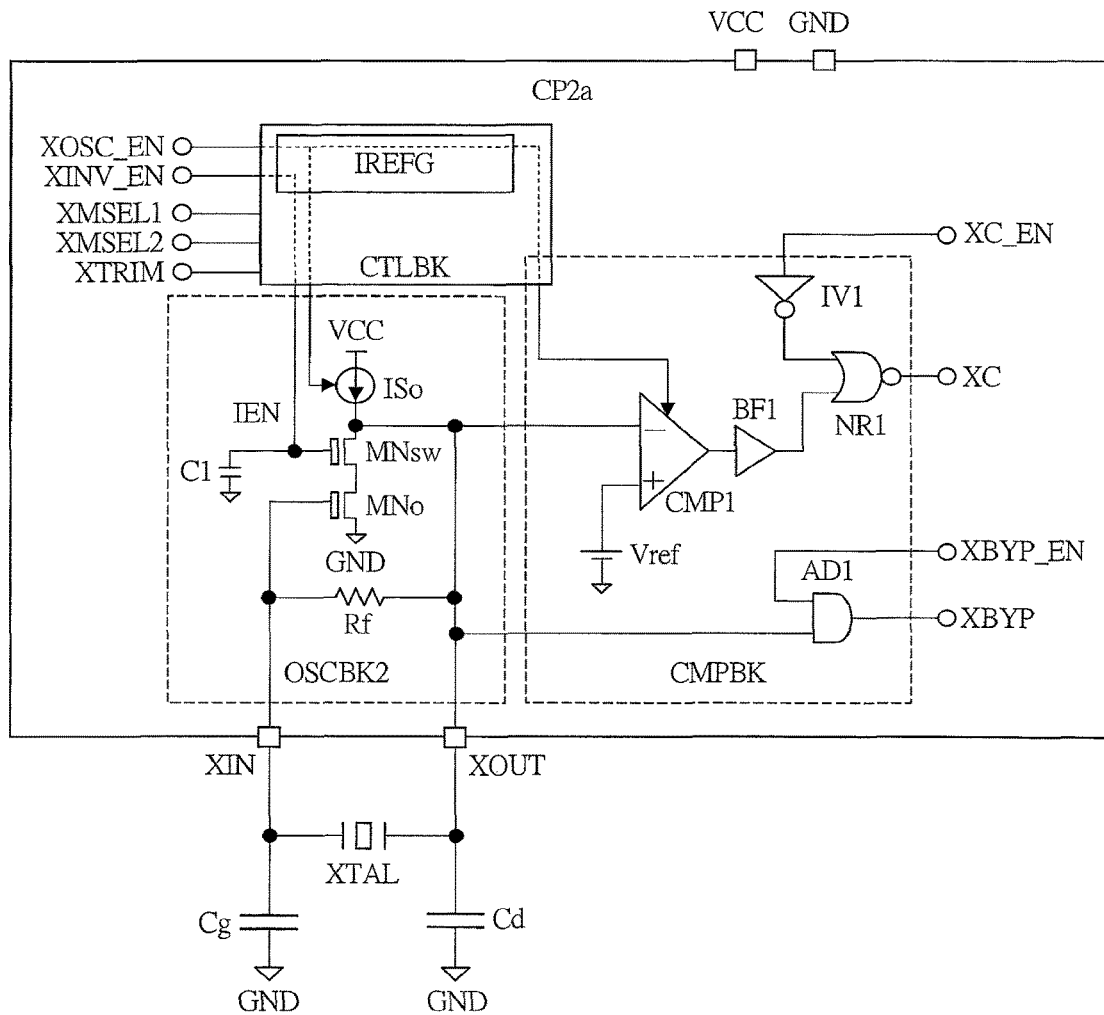 VCC GND
CP2a
XOSC_EN
IREFG
XINV_EN
XMSEL1
XMSEL2
XTRIM
CTLBK
XC_EN
IV1
VCC
ISo
XC
IEN
BF1
NR1
C1
MNsw
−
+
CMP1
MNo
GND
Vref
XBYP_EN
AD1
Rf
XBYP
OSCBK2
CMPBK
XIN
XOUT
XTAL
Cg
Cd
GND
GND